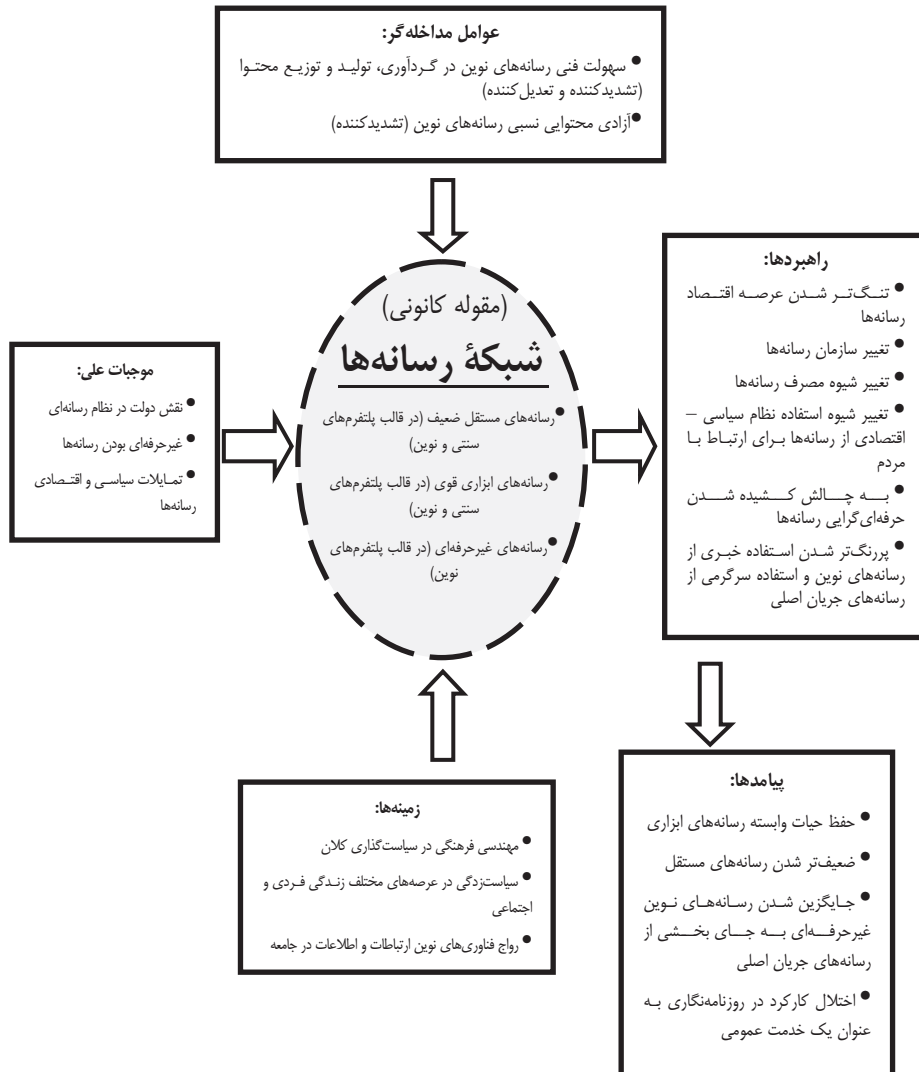 عوامل مداخله‌گر:
● سهولت فنی رسانه‌های نوین در گردآوری، تولید و توزیع محتوا
(تشدیدکننده و تعدیل‌کننده)
●آزادی محتوایی نسبی رسانه‌های نوین (تشدیدکننده)
راهبردها:
● تنگ‌تر شدن عرصه اقتصاد
رسانه‌ها
● تغییر سازمان رسانه‌ها
● تغییر شیوه مصرف رسانه‌ها
● تغییر شیوه استفاده نظام سیاسی –
اقتصادی از رسانه‌ها برای ارتباط با
مردم
● به چالش کشیده شدن
حرفه‌ای‌گرایی رسانه‌ها
● پررنگ‌تر شدن استفاده خبری از
رسانه‌های نوین و استفاده سرگرمی از
رسانه‌های جریان اصلی
(مقوله کانونی)
شبکهٔ رسانه‌ها
●رسانه‌های مستقل ضعیف (در قالب پلتفرم‌های
سنتی و نوین)
●رسانه‌های ابزاری قوی (در قالب پلتفرم‌های
سنتی و نوین)
●رسانه‌های غیرحرفه‌ای (در قالب پلتفرم‌های
نوین)
موجبات علی:
● نقش دولت در نظام رسانه‌ای
● غیرحرفه‌ای بودن رسانه‌ها
● تمایلات سیاسی و اقتصادی
رسانه‌ها
زمینه‌ها:
● مهندسی فرهنگی در سیاست‌گذاری کلان
● سیاست‌زدگی در عرصه‌های مختلف زندگی فردی و
اجتماعی
● رواج فناوری‌های نوین ارتباطات و اطلاعات در جامعه
پیامدها:
● حفظ حیات وابسته رسانه‌های ابزاری
● ضعیف‌تر شدن رسانه‌های مستقل
● جایگزین شدن رسانه‌های نوین
غیرحرفه‌ای به جای بخشی از
رسانه‌های جریان اصلی
● اختلال کارکرد در روزنامه‌نگاری به
عنوان یک خدمت عمومی